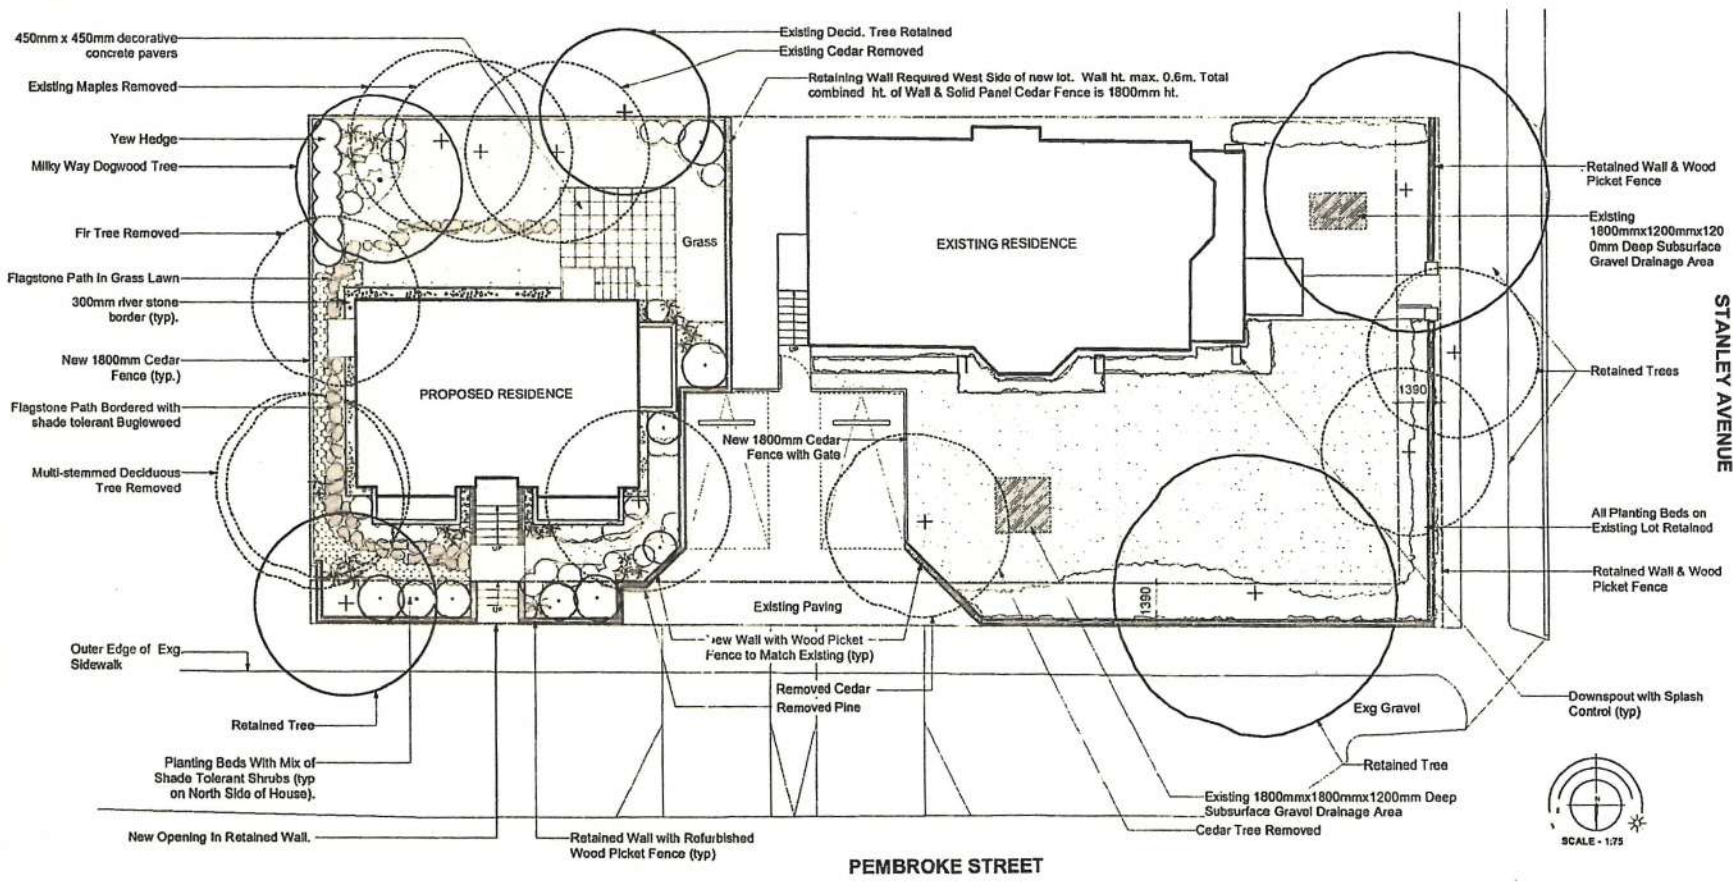 450mm x 450mm decorative
concrete pavers
Existing Maples Removed
Yew Hedge
Milky Way Dogwood Tree
Fir Tree Removed
Flagstone Path In Grass Lawn
300mm river stone
border (typ).
New 1800mm Cedar
Fence (typ.)
Flagstone Path Bordered with
shade tolerant Bugleweed
Multi-stemmed Deciduous
Tree Removed
Outer Edge of Exg.
Sidewalk
Retained Tree
Planting Beds With Mix of
Shade Tolerant Shrubs (typ
on North Side of House).
New Opening In Retained Wall.
Existing Decid. Tree Retained
Existing Cedar Removed
Retaining Wall Required West Side of new lot. Wall ht. max. 0.6m. Total
combined ht. of Wall & Solid Panel Cedar Fence is 1800mm ht.
Grass
EXISTING RESIDENCE
PROPOSED RESIDENCE
New 1800mm Cedar
Fence with Gate
UP
UP
UP
Existing Paving
New Wall with Wood Picket
Fence to Match Existing (typ)
Removed Cedar
Removed Pine
Retained Wall with Refurbished
Wood Picket Fence (typ)
PEMBROKE STREET
Retained Wall & Wood
Picket Fence
Existing
1800mmx1200mmx120
0mm Deep Subsurface
Gravel Drainage Area
STANLEY AVENUE
Retained Trees
1390
All Planting Beds on
Existing Lot Retained
Retained Wall & Wood
Picket Fence
1390
Downspout with Splash
Control (typ)
Exg Gravel
Retained Tree
Existing 1800mmx1800mmx1200mm Deep
Subsurface Gravel Drainage Area
Cedar Tree Removed
N
SCALE - 1:75